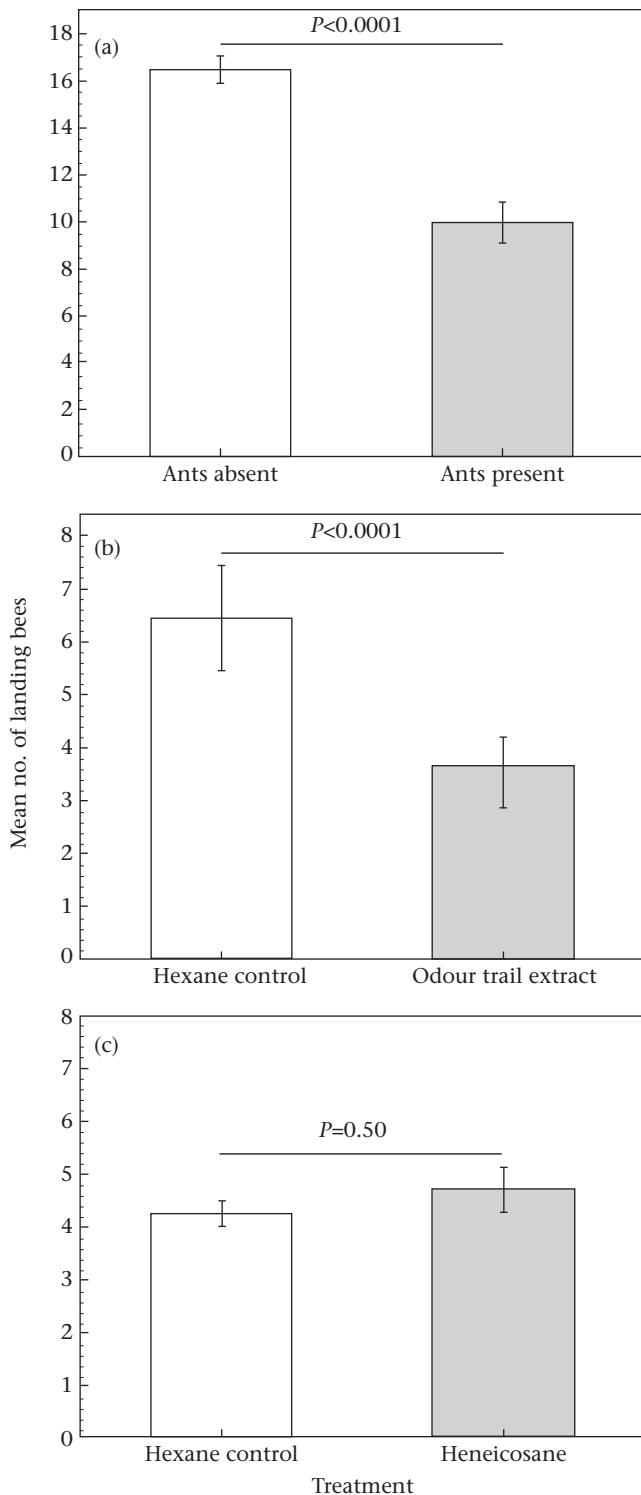 (a)
P<0.0001
18
16
14
12
10
8
6
4
2
0
Ants absent Ants present
Mean no. of landing bees
(b)
P<0.0001
8
7
6
5
4
3
2
1
0
Hexane control Odour trail extract
(c)
P=0.50
8
7
6
5
4
3
2
1
0
Hexane control Heneicosane
Treatment